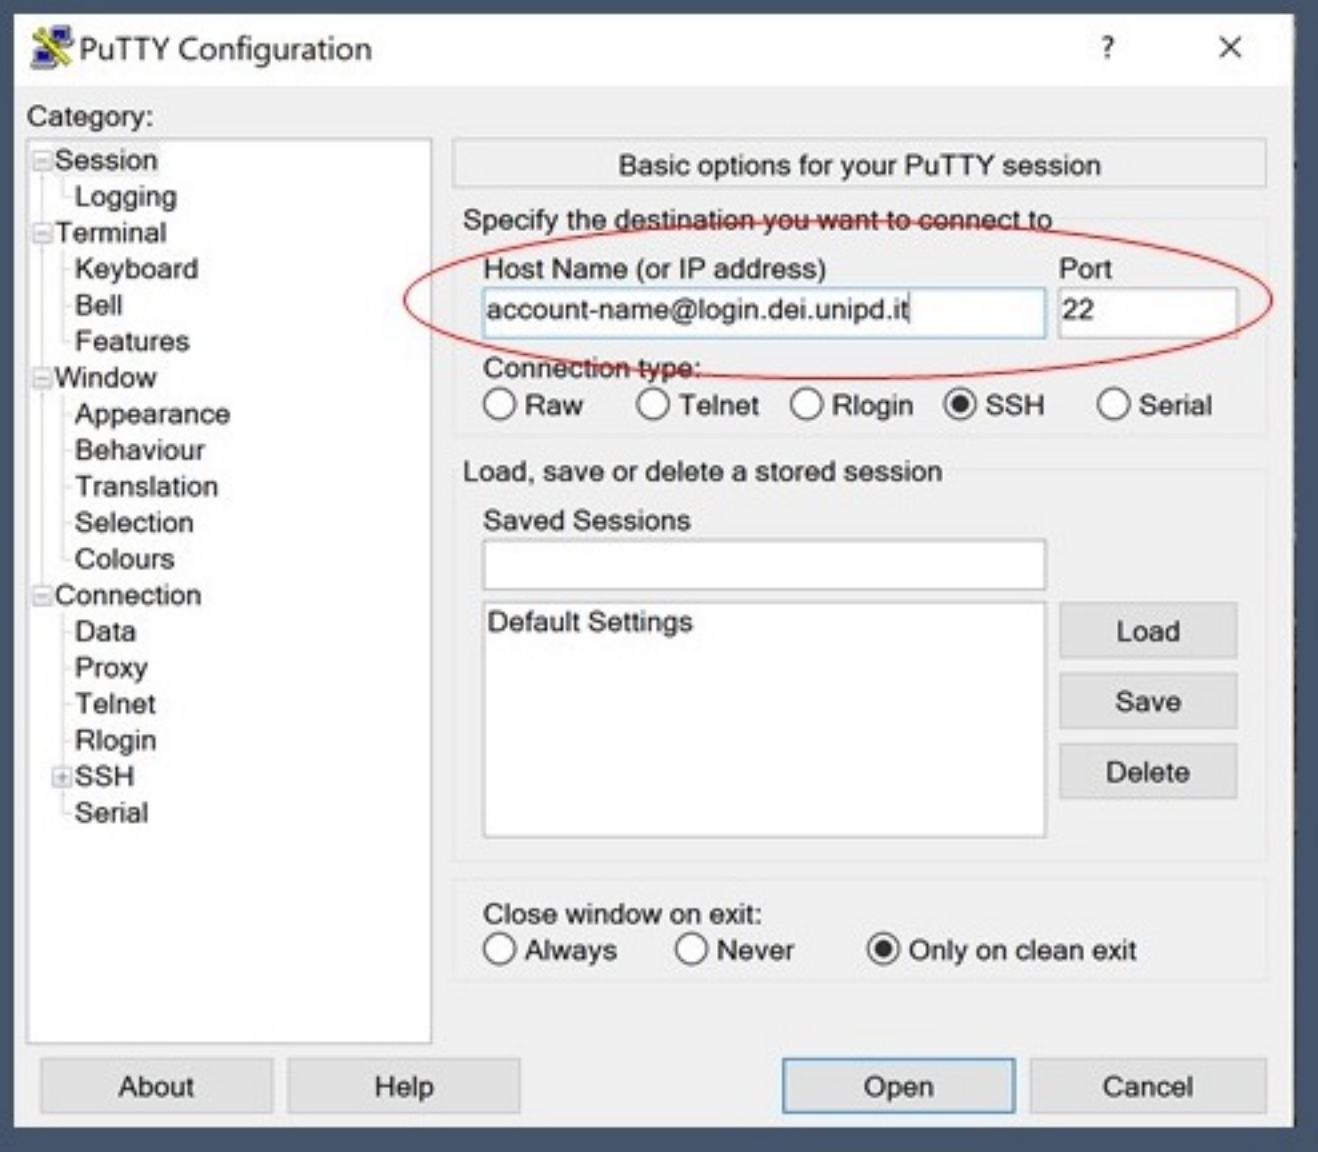 PuTTY Configuration
?
Category:
Session
Logging
Terminal
Keyboard
Bell
Features
Window
Appearance
Behaviour
Translation
Selection
Colours
Connection
Data
Proxy
Telnet
Rlogin
SSH
Serial
Basic options for your PuTTY session
Specify the destination you want to connect to
Host Name (or IP address) Port
account-name@login.dei.unipd.it 22
Connection type:
Raw Telnet Rlogin SSH Serial
Load, save or delete a stored session
Saved Sessions
Default Settings
Load
Save
Delete
Close window on exit:
Always Never Only on clean exit
About Help Open Cancel